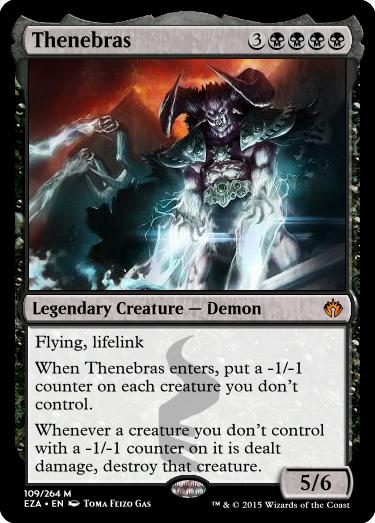 Thenebras 3
Legendary Creature — Demon
Flying, lifelink
When Thenebras enters, put a -1/-1
counter on each creature you don't
control.
Whenever a creature you don't control
with a -1/-1 counter on it is dealt
damage, destroy that creature.
5/6
109/264 M
EZA • EN Toma Feizo Gas
™ & © 2015 Wizards of the Coast